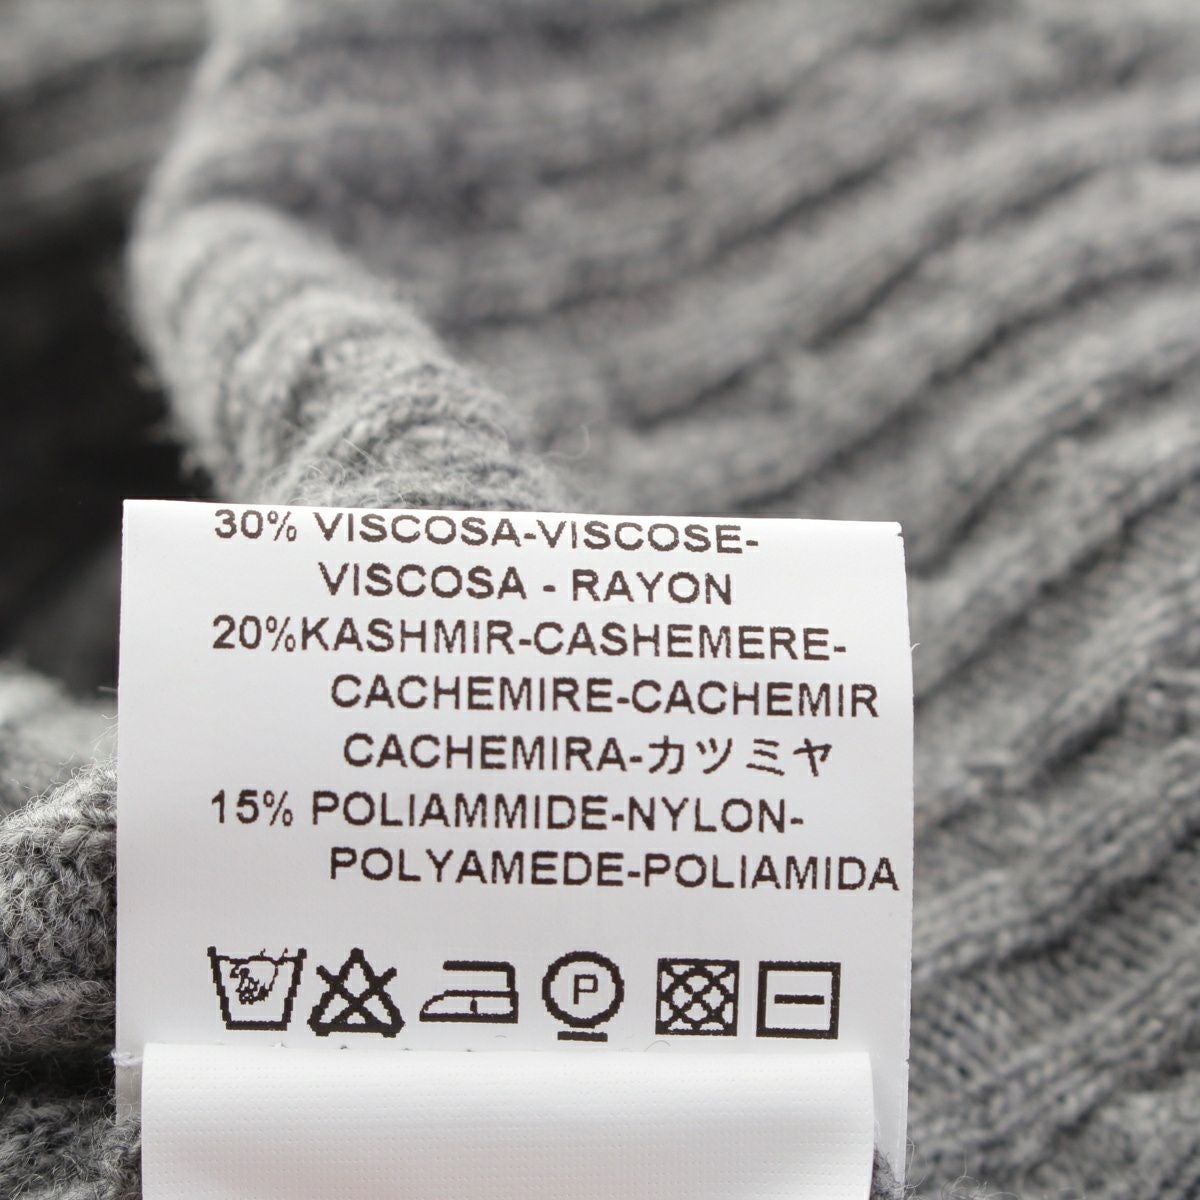 30% VISCOSA-VISCOSE-
VISCOSA - RAYON
20%KASHMIR-CASHEMERE-
CACHEMIRE-CACHEMIR
CACHEMIRA-カツミヤ
15% POLIAMMIDE-NYLON-
POLYAMEDE-POLIAMIDA
P